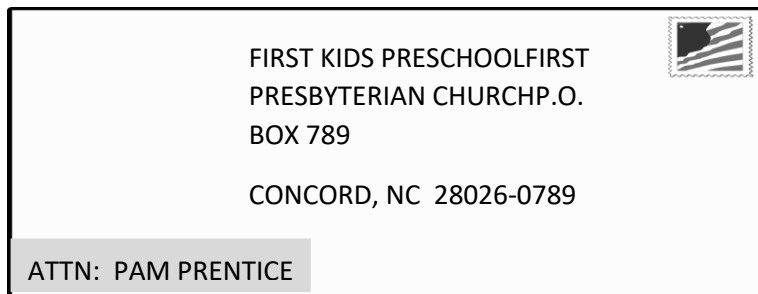 FIRST KIDS PRESCHOOLFIRST
PRESBYTERIAN CHURCHP.O.
BOX 789
CONCORD, NC  28026-0789
ATTN:  PAM PRENTICE